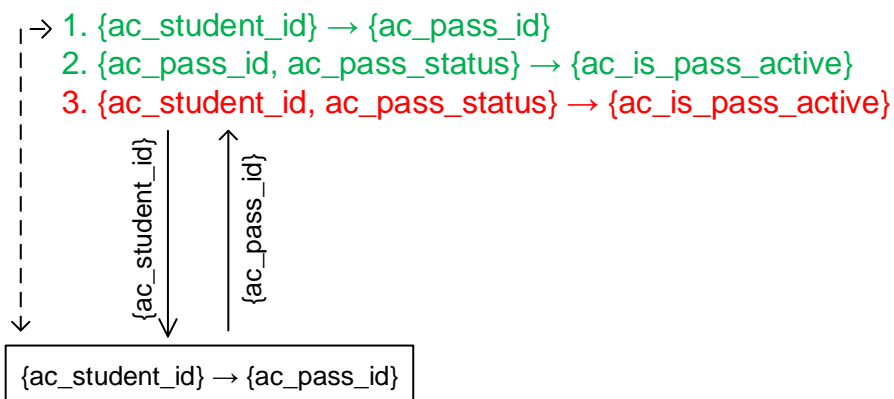 1. {ac_student_id} → {ac_pass_id}
2. {ac_pass_id, ac_pass_status} → {ac_is_pass_active}
3. {ac_student_id, ac_pass_status} → {ac_is_pass_active}
{ac_student_id}
{ac_pass_id}
{ac_student_id} → {ac_pass_id}